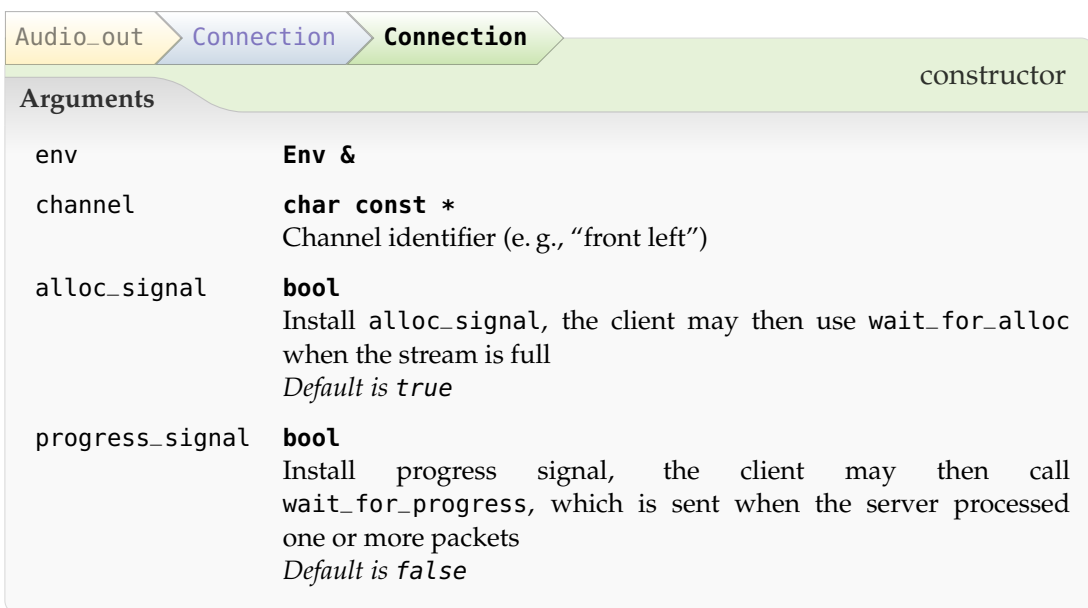 Audio_out Connection Connection
constructor
Arguments
env Env &
channel char const *
Channel identifier (e. g., “front left”)
alloc_signal bool
Install alloc_signal, the client may then use wait_for_alloc
when the stream is full
Default is true
progress_signal bool
Install progress signal, the client may then call
wait_for_progress, which is sent when the server processed
one or more packets
Default is false